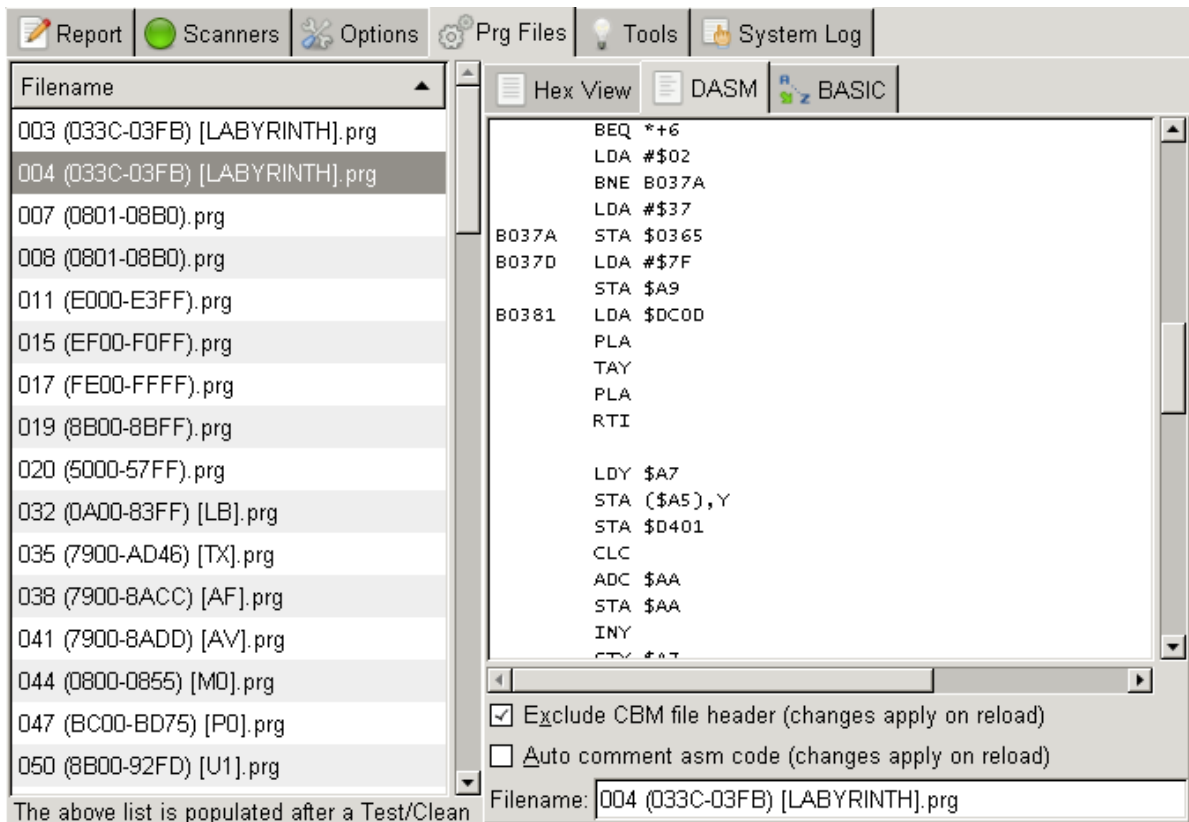 Report Scanners Options Prg Files Tools System Log
Filename
003 (033C-03FB) [LABYRINTH].prg
004 (033C-03FB) [LABYRINTH].prg
007 (0801-08B0).prg
008 (0801-08B0).prg
011 (E000-E3FF).prg
015 (EF00-F0FF).prg
017 (FE00-FFFF).prg
019 (8B00-8BFF).prg
020 (5000-57FF).prg
032 (0A00-83FF) [LB].prg
035 (7900-AD46) [TX].prg
038 (7900-8ACC) [AF].prg
041 (7900-8ADD) [AV].prg
044 (0800-0855) [M0].prg
047 (BC00-BD75) [P0].prg
050 (8B00-92FD) [U1].prg
The above list is populated after a Test/Clean
Hex View DASM BASIC
BEQ *+6
LDA #$02
BNE B037A
LDA #$37
B037A STA $0365
B037D LDA #$7F
STA $A9
B0381 LDA $DC0D
PLA
TAY
PLA
RTI
LDY $A7
STA ($A5),Y
STA $D401
CLC
ADC $AA
STA $AA
INY
STY $A7
Exclude CBM file header (changes apply on reload)
Auto comment asm code (changes apply on reload)
Filename: 004 (033C-03FB) [LABYRINTH].prg